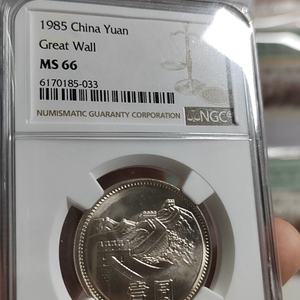 1985 China Yuan
Great Wall
MS 66
6170185-033
NUMISMATIC GUARANTY CORPORATION
NGC
壹 圆